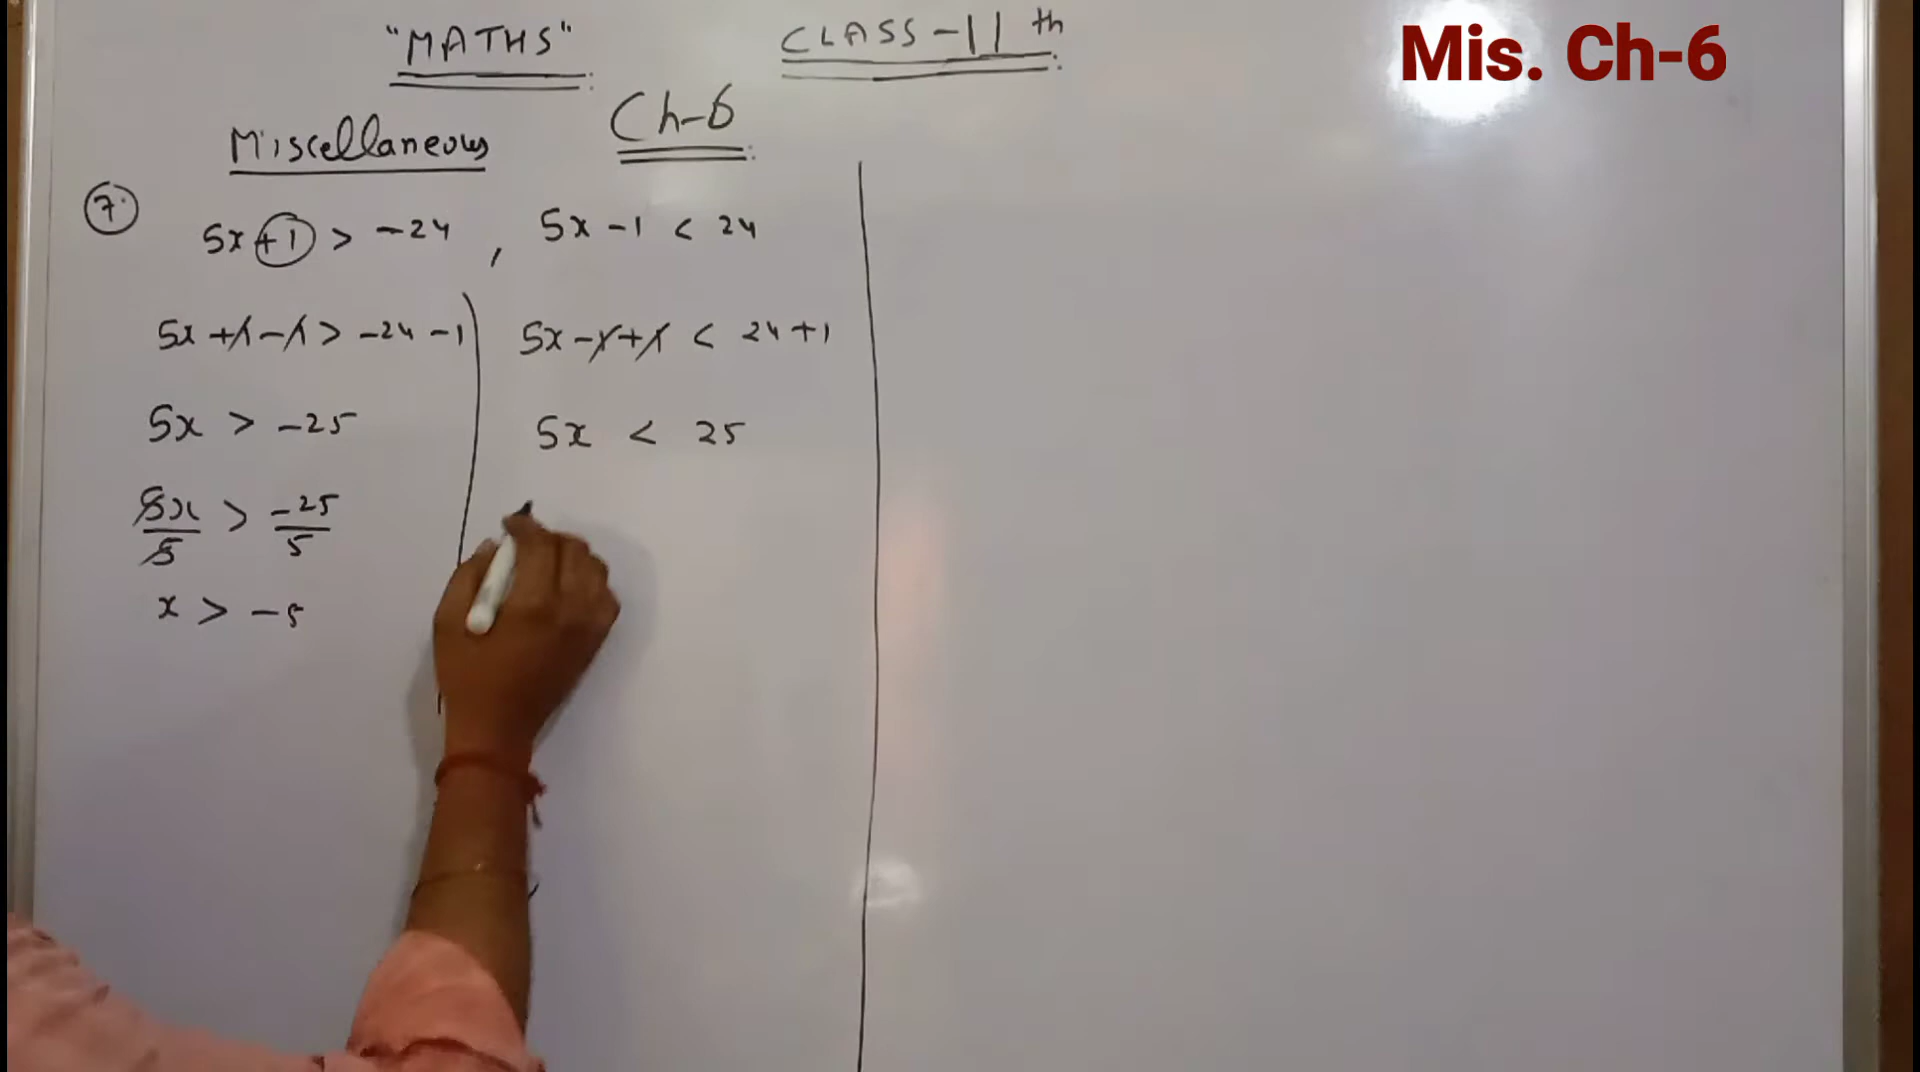 "MATHS" CLASS-11th
Mis. Ch-6
Miscellaneous Ch-6
7.
5x+1 > -24 , 5x-1 < 24
5x+1-1 > -24-1
5x > -25
5x/5 > -25/5
x > -5
5x-1+1 < 24+1
5x < 25